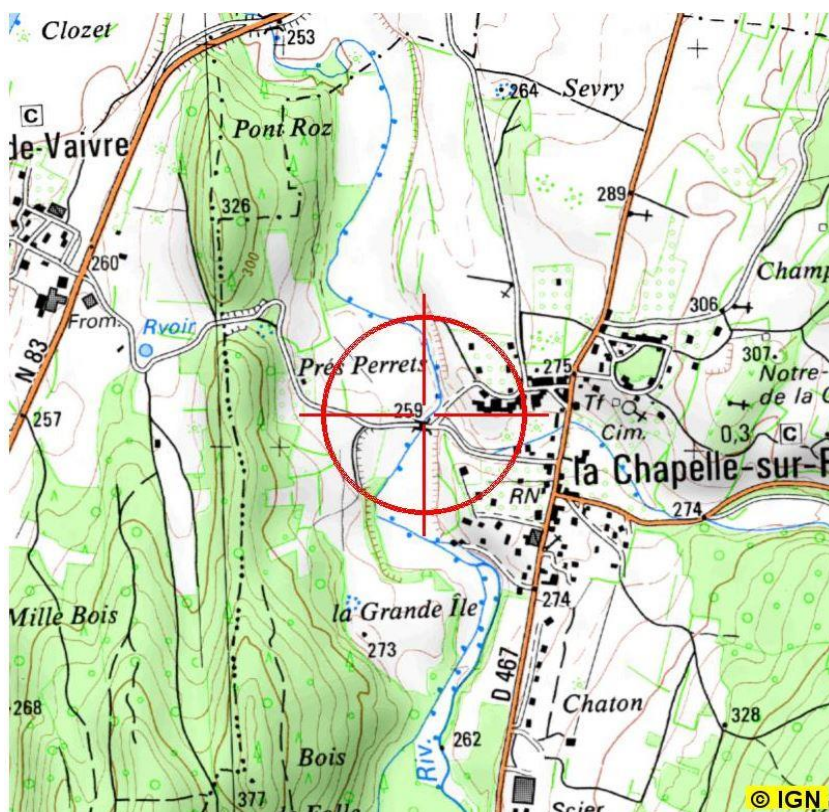 Clozet
253
C
264
Sevry
Pont Roz
de-Vaivre
326
289
300
260
From.
Rvoir
N 83
306
Champ
Prés Perrets
275
307
Notre-
de la C
257
259
Tf
Cim.
0,3
C
la Chapelle-sur-F
RN
274
Mille Bois
la Grande Île
274
273
D 467
268
Chaton
328
Riv.
262
Bois
377
Scier
© IGN